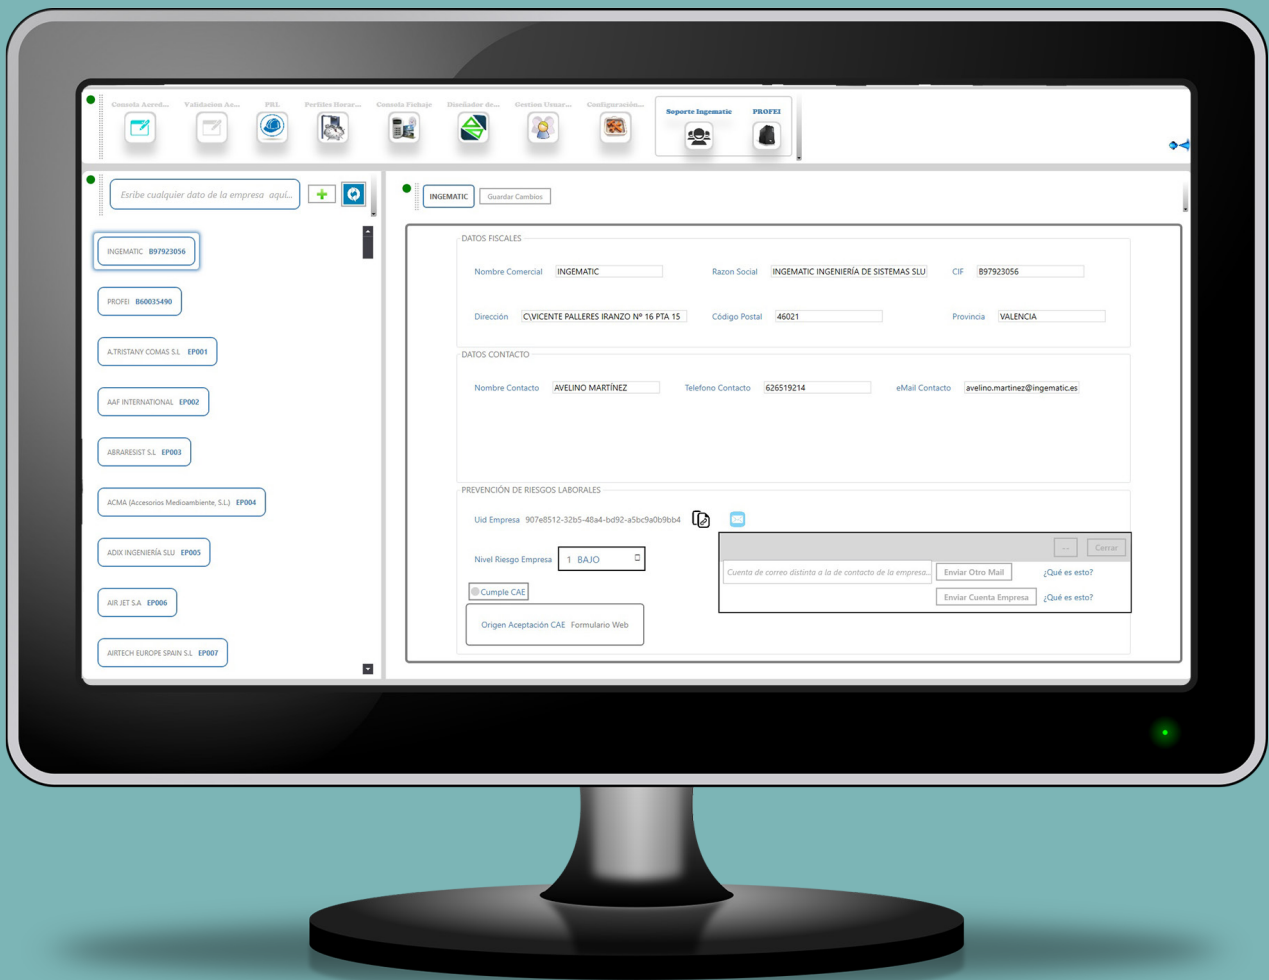 Consola Acred...
Validacion Ac...
PRL
Perfiles Horar...
Consola Fichaje
Diseñador de...
Gestion Usuar...
Configuración...
Soporte Ingematic
PROFEI
Esribe cualquier dato de la empresa aquí...
INGEMATIC B97923056
PROFEI B60035490
A.TRISTANY COMAS S.L EP001
AAF INTERNATIONAL EP002
ABRARESIST S.L EP003
ACMA (Accesorios Medioambiente, S.L.) EP004
ADIX INGENIERÍA SLU EP005
AIR JET S.A EP006
AIRTECH EUROPE SPAIN S.L EP007
INGEMATIC
Guardar Cambios
DATOS FISCALES
Nombre Comercial INGEMATIC
Razon Social INGEMATIC INGENIERÍA DE SISTEMAS SLU
CIF B97923056
Dirección C\VICENTE PALLERES IRANZO Nº 16 PTA 15
Código Postal 46021
Provincia VALENCIA
DATOS CONTACTO
Nombre Contacto AVELINO MARTÍNEZ
Telefono Contacto 626519214
eMail Contacto avelino.martinez@ingematic.es
PREVENCIÓN DE RIESGOS LABORALES
Uid Empresa 907e8512-32b5-48a4-bd92-a5bc9a0b9bb4
Nivel Riesgo Empresa 1 BAJO
Cumple CAE
Origen Aceptación CAE Formulario Web
-- Cerrar
Cuenta de correo distinta a la de contacto de la empresa... Enviar Otro Mail ¿Qué es esto?
Enviar Cuenta Empresa ¿Qué es esto?